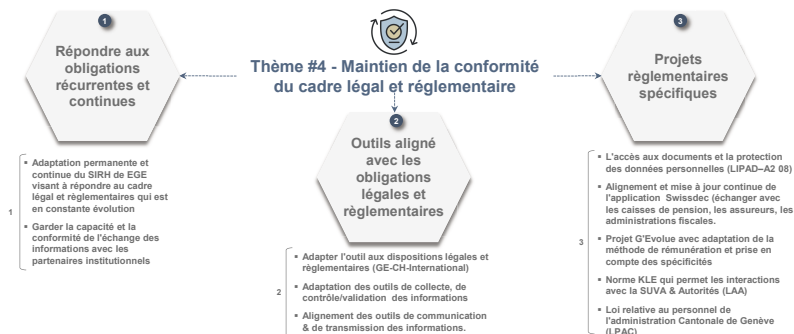 Thème #4 - Maintien de la conformité
du cadre légal et réglementaire
1
Répondre aux
obligations
récurrentes et
continues
1
▪ Adaptation permanente et
continue du SIRH de EGE
visant à répondre au cadre
légal et règlementaires qui est
en constante évolution
▪ Garder la capacité et la
conformité de l'échange des
informations avec les
partenaires institutionnels
2
Outils aligné
avec les
obligations
légales et
règlementaires
2
▪ Adapter l'outil aux dispositions légales et
règlementaires (GE-CH-International)
▪ Adaptation des outils de collecte, de
contrôle/validation des informations
▪ Alignement des outils de communication
& de transmission des informations.
3
Projets
règlementaires
spécifiques
3
▪ L'accès aux documents et la protection
des données personnelles (LIPAD–A2 08)
▪ Alignement et mise à jour continue de
l'application Swissdec (échanger avec
les caisses de pension, les assureurs, les
administrations fiscales.
▪ Projet G'Evolue avec adaptation de la
méthode de rémunération et prise en
compte des spécificités
▪ Norme KLE qui permet les interactions
avec la SUVA & Autorités (LAA)
▪ Loi relative au personnel de
l'administration Cantonale de Genève
(LPAC)